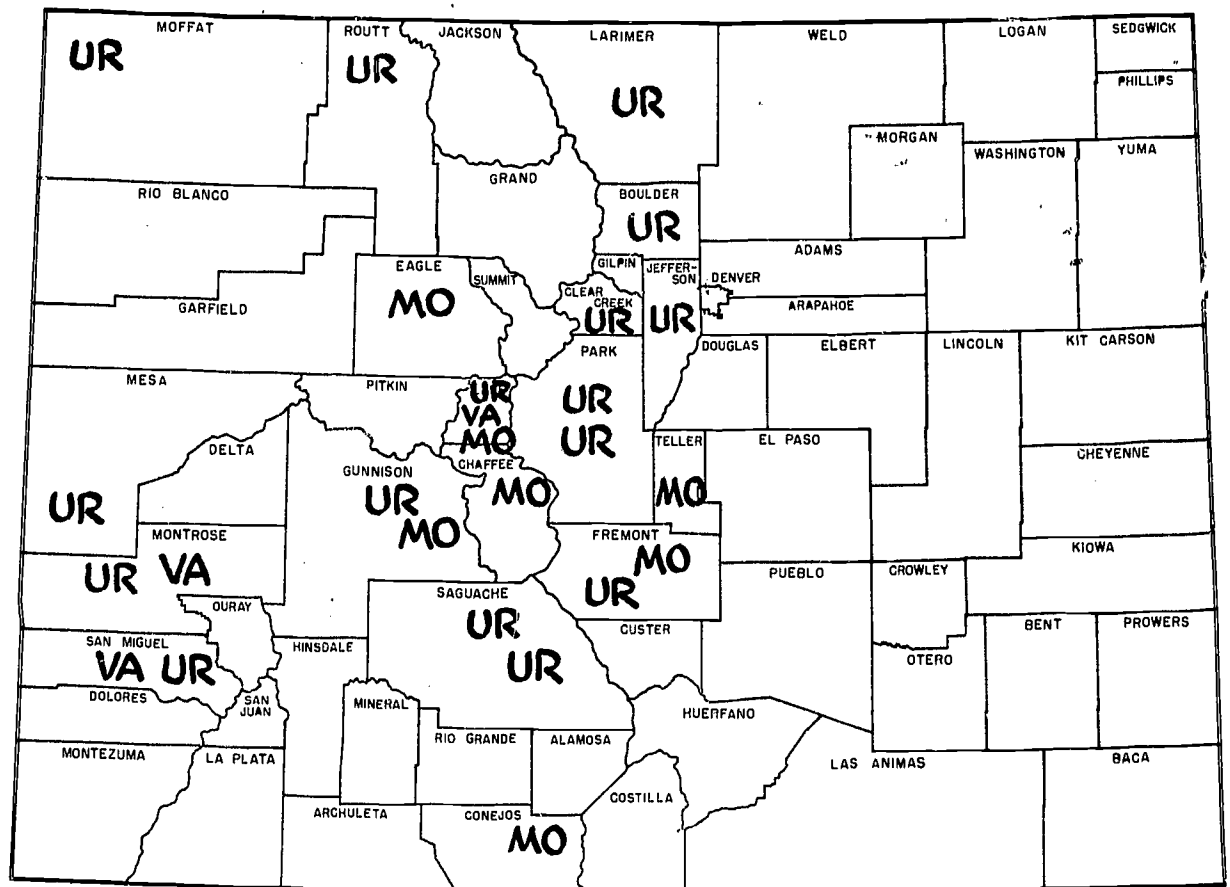 MOFFAT
ROUTT
JACKSON
LARIMER
WELD
LOGAN
SEDGWICK
UR
UR
UR
PHILLIPS
MORGAN
WASHINGTON
YUMA
RIO BLANCO
GRAND
BOULDER
UR
ADAMS
EAGLE
SUMMIT
GILPIN
JEFFER-
SON
DENVER
MO
CLEAR
CREEK
UR
UR
GARFIELD
ARAPAHOE
PARK
DOUGLAS
ELBERT
LINCOLN
KIT CARSON
MESA
PITKIN
UR
VA
MO
UR
UR
TELLER
EL PASO
DELTA
CHAFFEE
CHEYENNE
GUNNISON
UR
MO
MO
MO
UR
MONTROSE
FREMONT
MO
UR
KIOWA
UR VA
PUEBLO
CROWLEY
SAGUACHE
OURAY
UR
UR
CUSTER
BENT
PROWERS
SAN MIGUEL
HINSDALE
OTERO
VA UR
DOLORES
SAN
JUAN
MINERAL
HUERFANO
RIO GRANDE
ALAMOSA
MONTEZUMA
LA PLATA
LAS ANIMAS
BACA
COSTILLA
ARCHULETA
CONEJOS
MO